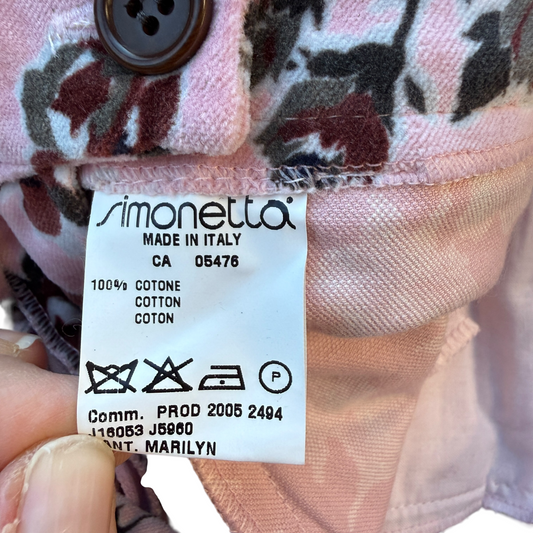 simonetta
MADE IN ITALY
CA 05476
100% COTONE
COTTON
COTON
P
Comm. PROD 2005 2494
J16053 J5960
ANT. MARILYN